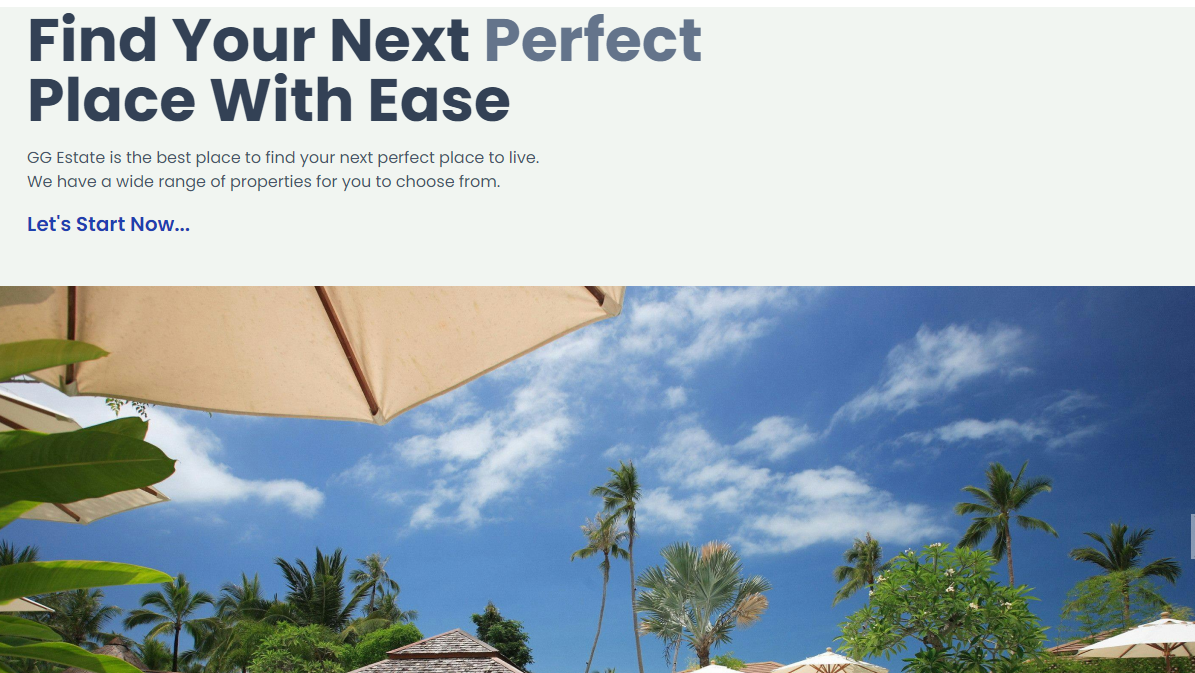 Find Your Next Perfect
Place With Ease
GG Estate is the best place to find your next perfect place to live.
We have a wide range of properties for you to choose from.
Let's Start Now...